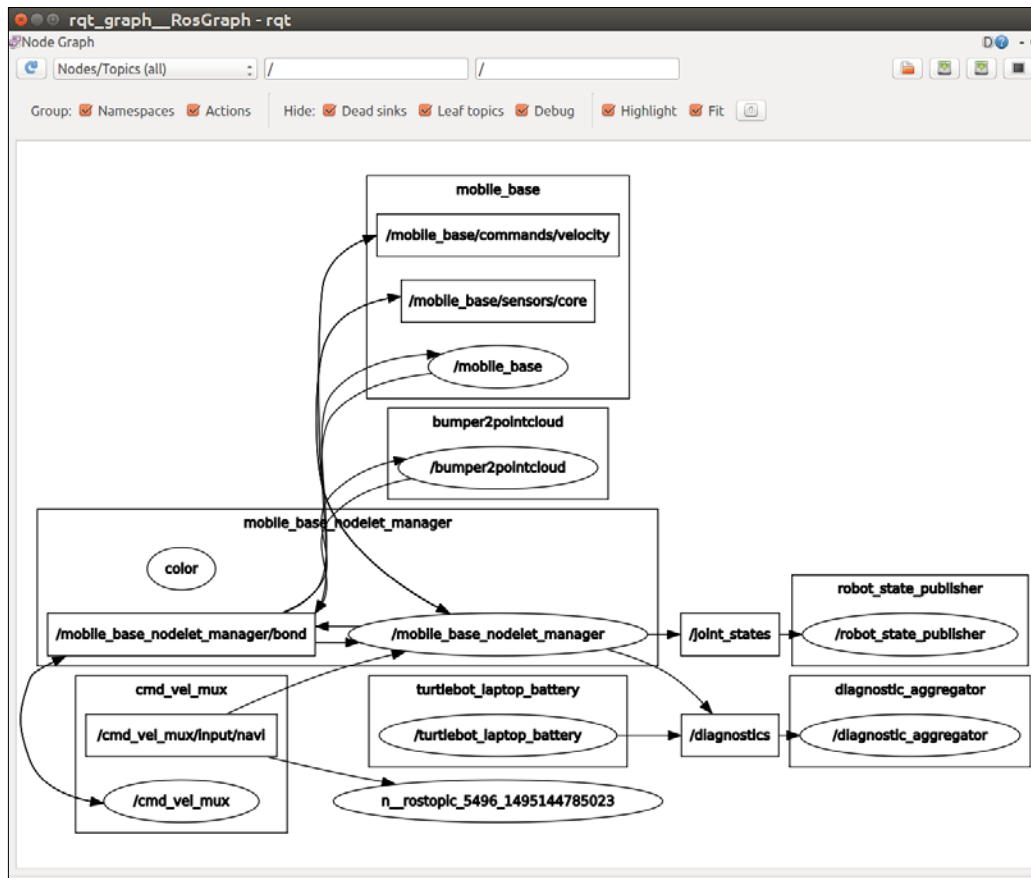 rqt_graph__RosGraph - rqt
Node Graph
D
-
Nodes/Topics (all)
/
/
Group: Namespaces Actions Hide: Dead sinks Leaf topics Debug Highlight Fit
mobile_base
/mobile_base/commands/velocity
/mobile_base/sensors/core
/mobile_base
bumper2pointcloud
/bumper2pointcloud
mobile_base_nodelet_manager
color
/mobile_base_nodelet_manager/bond
/mobile_base_nodelet_manager
/joint_states
robot_state_publisher
/robot_state_publisher
cmd_vel_mux
/cmd_vel_mux/input/navi
/cmd_vel_mux
turtlebot_laptop_battery
/turtlebot_laptop_battery
n__rostopic_5496_1495144785023
/diagnostics
diagnostic_aggregator
/diagnostic_aggregator